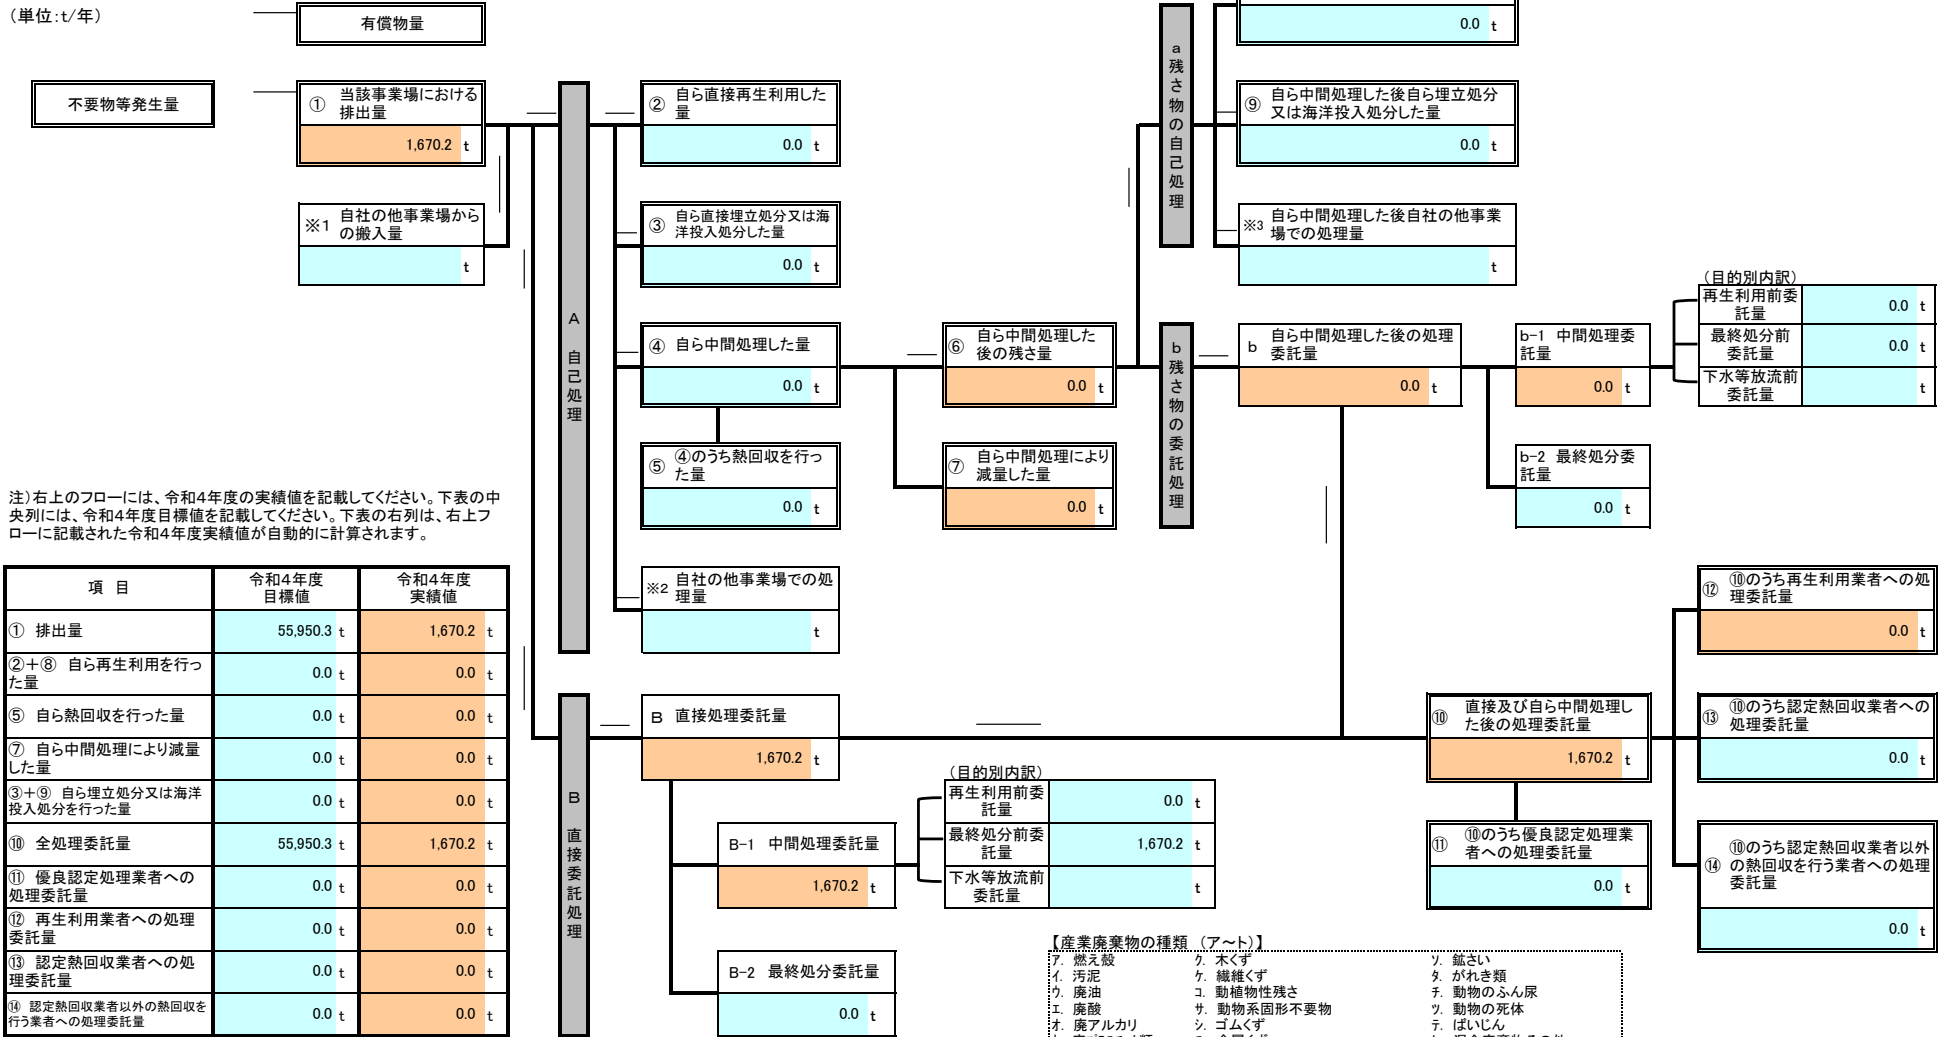 （単位:ｔ/年）
有償物量
0.0 ｔ
不要物等発生量
① 当該事業場における
排出量
1,670.2 ｔ
② 自ら直接再生利用した
量
0.0 ｔ
⑨ 自ら中間処理した後自ら埋立処分
又は海洋投入処分した量
0.0 ｔ
a残さ物の自己処理
※1 自社の他事業場から
の搬入量
ｔ
③ 自ら直接埋立処分又は海
洋投入処分した量
0.0 ｔ
※3 自ら中間処理した後自社の他事業
場での処理量
ｔ
Ａ 自己処理
④ 自ら中間処理した量
0.0 ｔ
⑥ 自ら中間処理した
後の残さ量
0.0 ｔ
b残さ物の委託処理
b 自ら中間処理した後の処理
委託量
0.0 ｔ
b-1 中間処理委
託量
0.0 ｔ
（目的別内訳）
再生利用前委
託量 0.0 ｔ
最終処分前
委託量 0.0 ｔ
下水等放流前
委託量 ｔ
⑤ ④のうち熱回収を行っ
た量
0.0 ｔ
⑦ 自ら中間処理により
減量した量
0.0 ｔ
b-2 最終処分委
託量
0.0 ｔ
注）右上のフローには、令和４年度の実績値を記載してください。下表の中
央列には、令和４年度目標値を記載してください。下表の右列は、右上フ
ローに記載された令和４年度実績値が自動的に計算されます。
※2 自社の他事業場での処
理量
ｔ
項 目 令和４年度
目標値 令和４年度
実績値
① 排出量 55,950.3 ｔ 1,670.2 ｔ
②＋⑧ 自ら再生利用を行っ
た量 0.0 ｔ 0.0 ｔ
⑤ 自ら熱回収を行った量 0.0 ｔ 0.0 ｔ
⑦ 自ら中間処理により減量
した量 0.0 ｔ 0.0 ｔ
③＋⑨ 自ら埋立処分又は海洋
投入処分を行った量 0.0 ｔ 0.0 ｔ
⑩ 全処理委託量 55,950.3 ｔ 1,670.2 ｔ
⑪ 優良認定処理業者への
処理委託量 0.0 ｔ 0.0 ｔ
⑫ 再生利用業者への処理
委託量 0.0 ｔ 0.0 ｔ
⑬ 認定熱回収業者への処
理委託量 0.0 ｔ 0.0 ｔ
⑭ 認定熱回収業者以外の熱回収を
行う業者への処理委託量 0.0 ｔ 0.0 ｔ
Ｂ 直接委託処理
Ｂ 直接処理委託量
1,670.2 ｔ
B-1 中間処理委託量
1,670.2 ｔ
（目的別内訳）
再生利用前委
託量 0.0 ｔ
最終処分前委
託量 1,670.2 ｔ
下水等放流前
委託量 ｔ
B-2 最終処分委託量
0.0 ｔ
⑩ 直接及び自ら中間処理し
た後の処理委託量
1,670.2 ｔ
⑪ ⑩のうち優良認定処理業
者への処理委託量
0.0 ｔ
⑫ ⑩のうち再生利用業者への処
理委託量
0.0 ｔ
⑬ ⑩のうち認定熱回収業者への
処理委託量
0.0 ｔ
⑭ ⑩のうち認定熱回収業者以外
の熱回収を行う業者への処理
委託量
0.0 ｔ
【産業廃棄物の種類 （ア～ト）】
ア. 燃え殻 ク. 木くず ソ. 鉱さい
イ. 汚泥 ケ. 繊維くず タ. がれき類
ウ. 廃油 コ. 動植物性残さ チ. 動物のふん尿
エ. 廃酸 サ. 動物系固形不要物 ツ. 動物の死体
オ. 廃アルカリ シ. ゴムくず テ. ばいじん